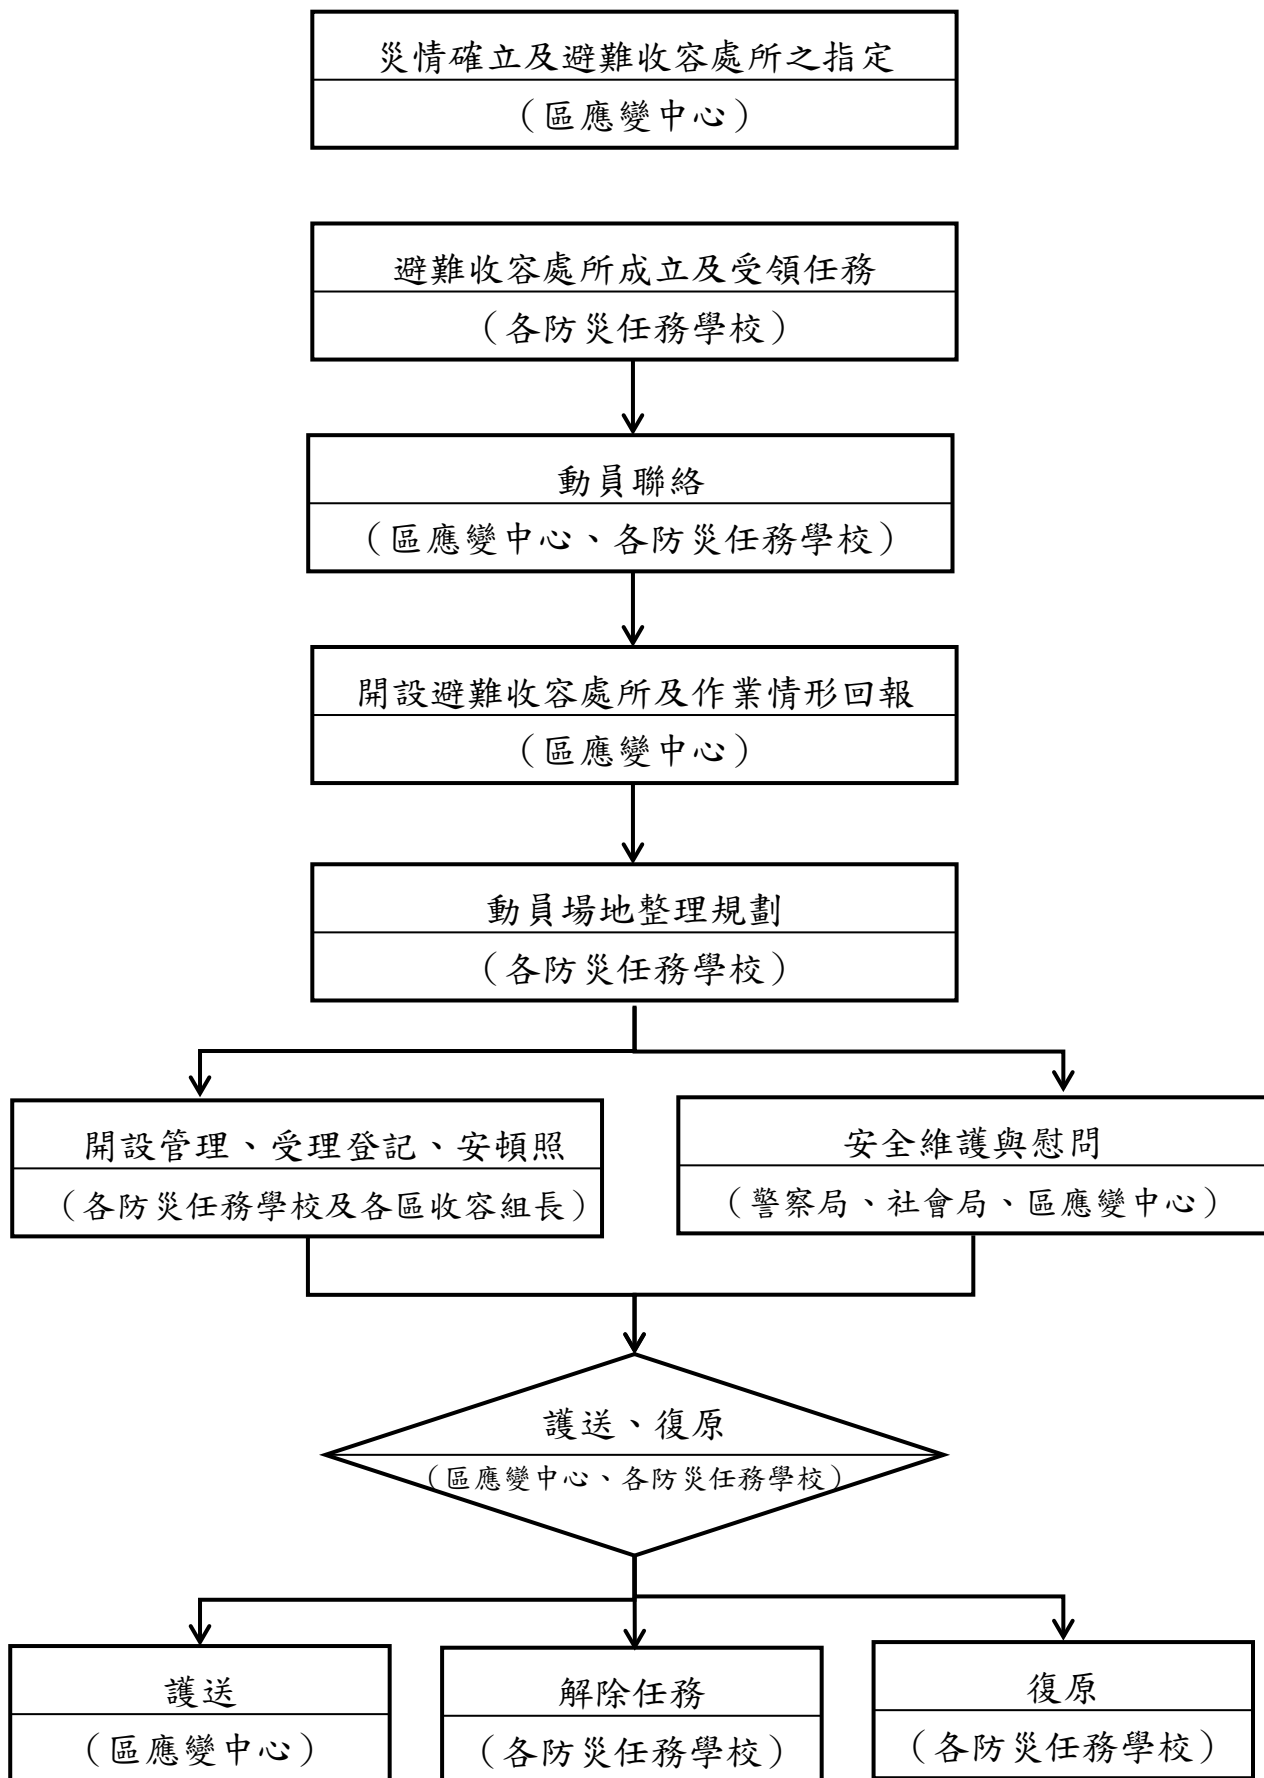 災情確立及避難收容處所之指定
（區應變中心）
避難收容處所成立及受領任務
（各防災任務學校）
動員聯絡
（區應變中心、各防災任務學校）
開設避難收容處所及作業情形回報
（區應變中心）
動員場地整理規劃
（各防災任務學校）
開設管理、受理登記、安頓照
（各防災任務學校及各區收容組長）
安全維護與慰問
（警察局、社會局、區應變中心）
護送、復原
（區應變中心、各防災任務學校）
護送
（區應變中心）
解除任務
（各防災任務學校）
復原
（各防災任務學校）